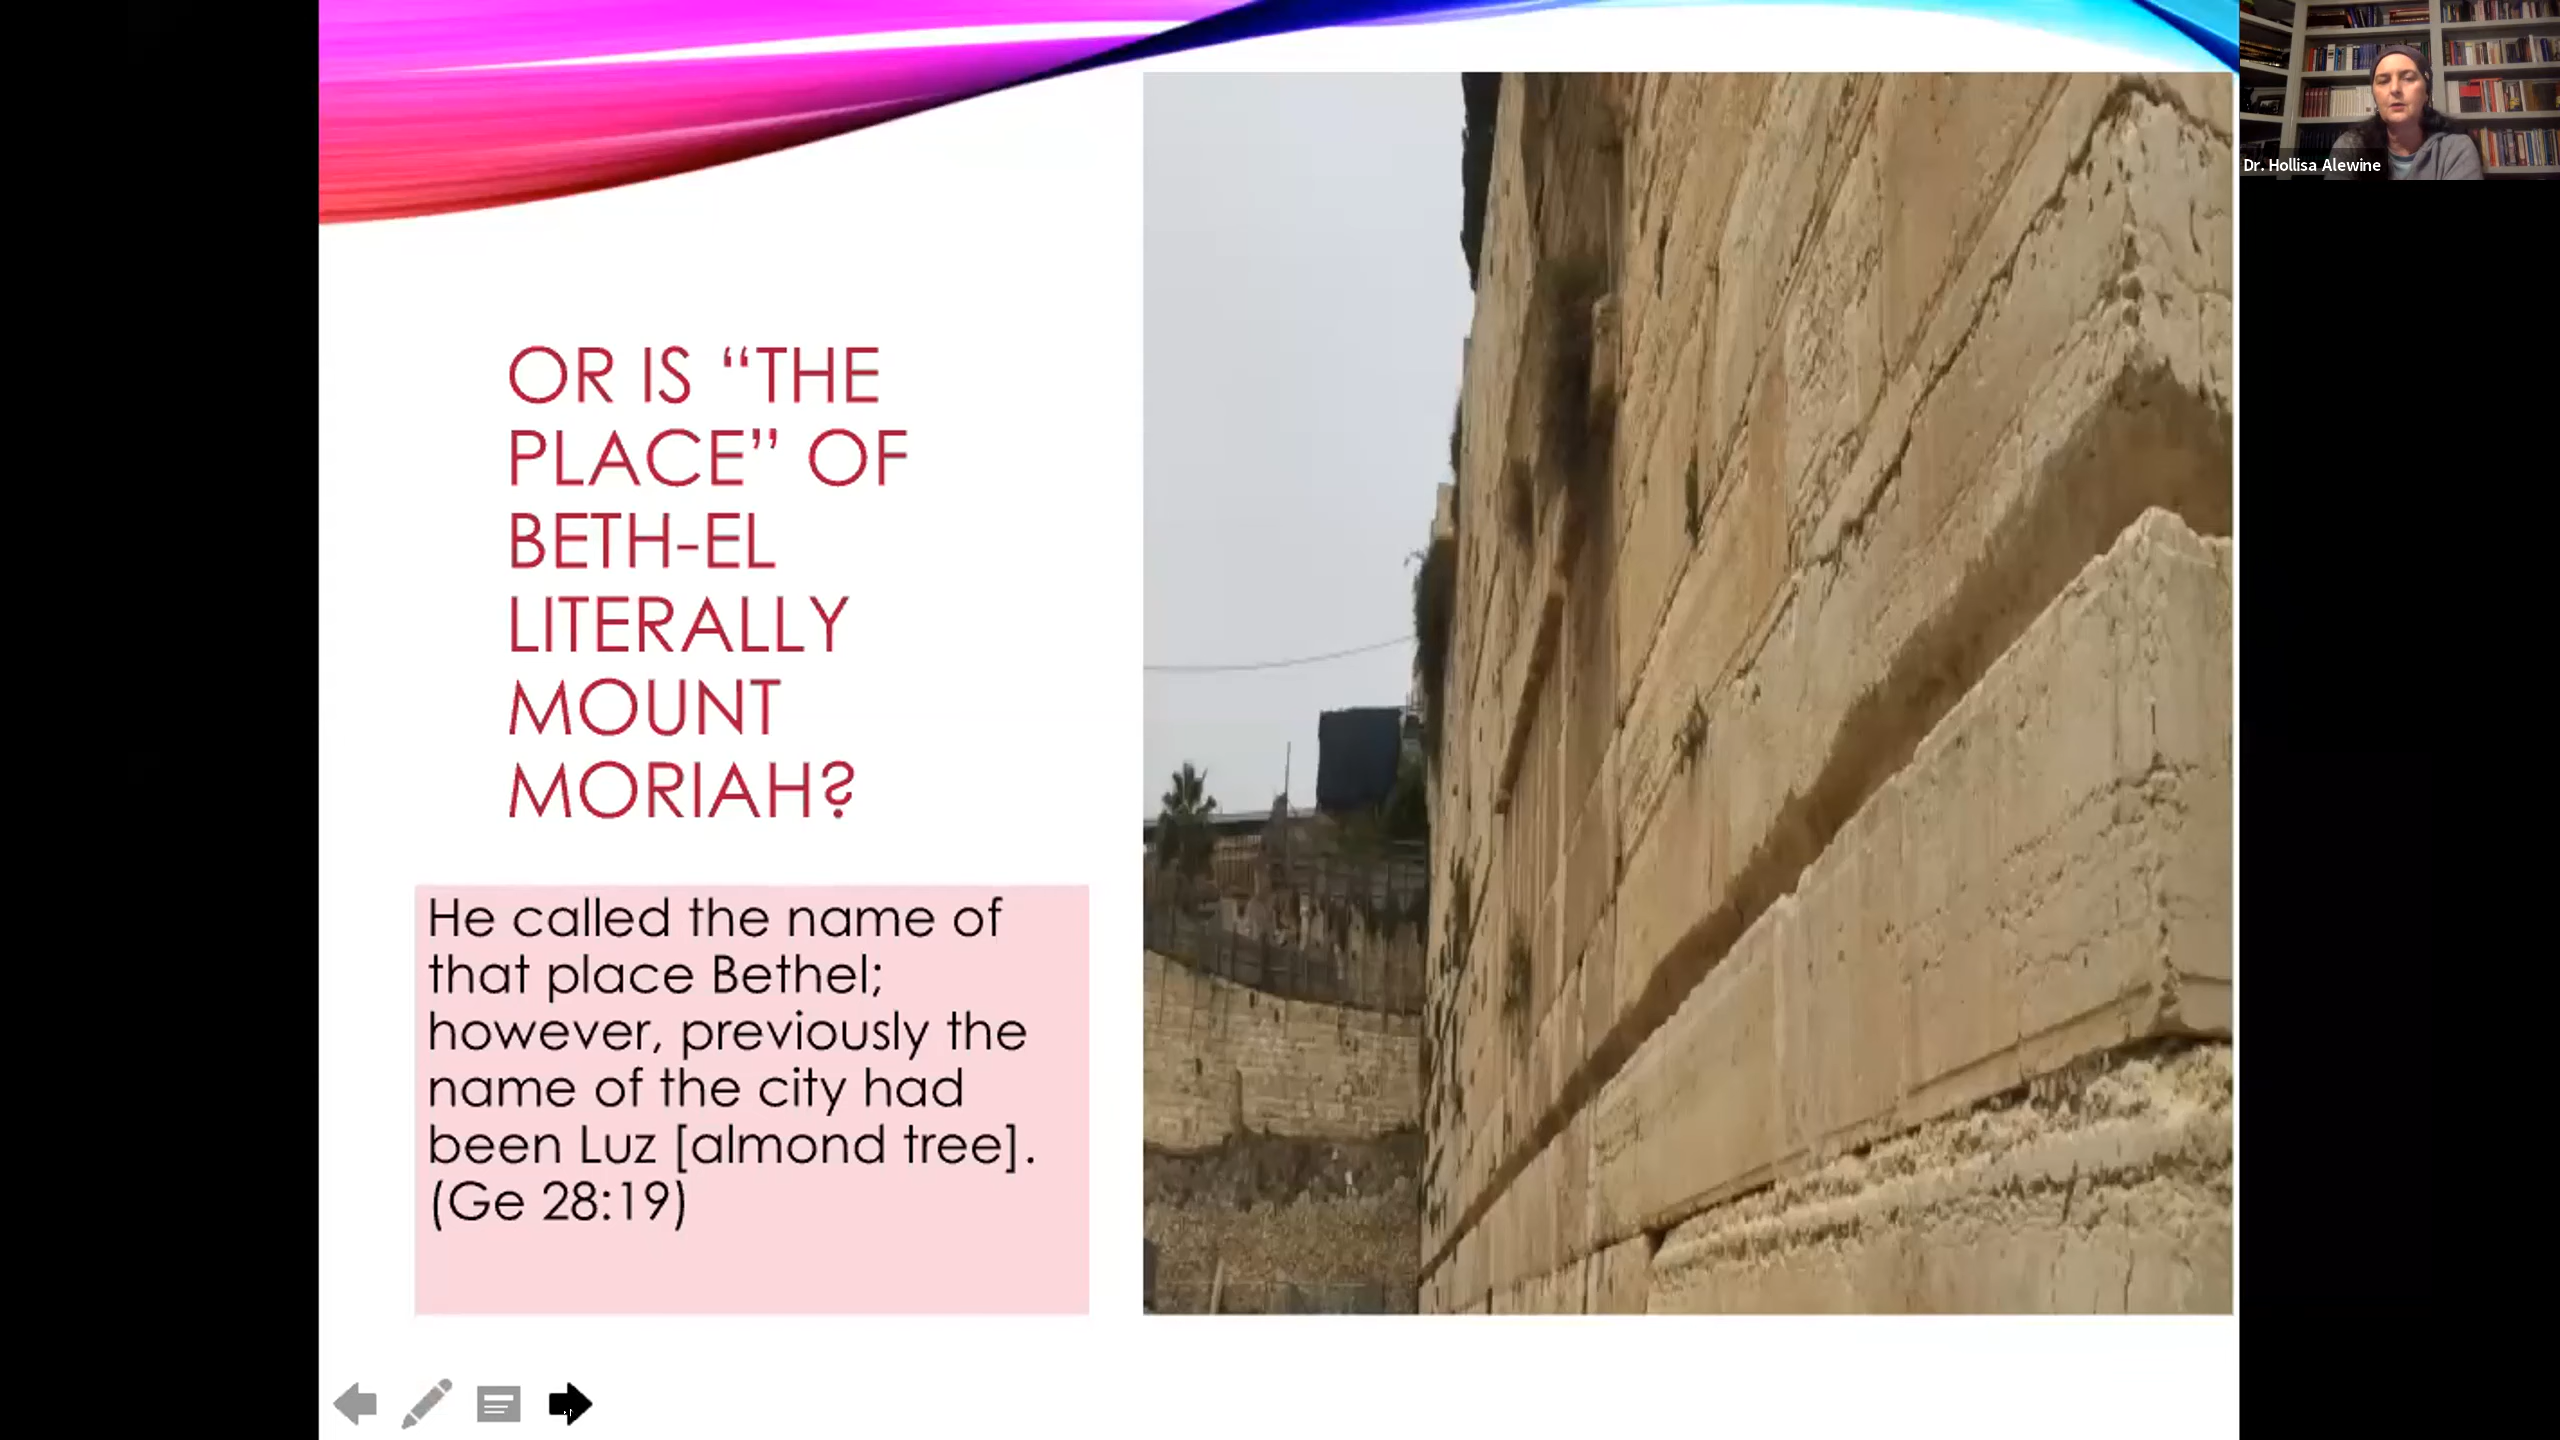 OR IS “THE
PLACE” OF
BETH-EL
LITERALLY
MOUNT
MORIAH?
He called the name of
that place Bethel;
however, previously the
name of the city had
been Luz [almond tree].
(Ge 28:19)
Dr. Hollisa Alewine